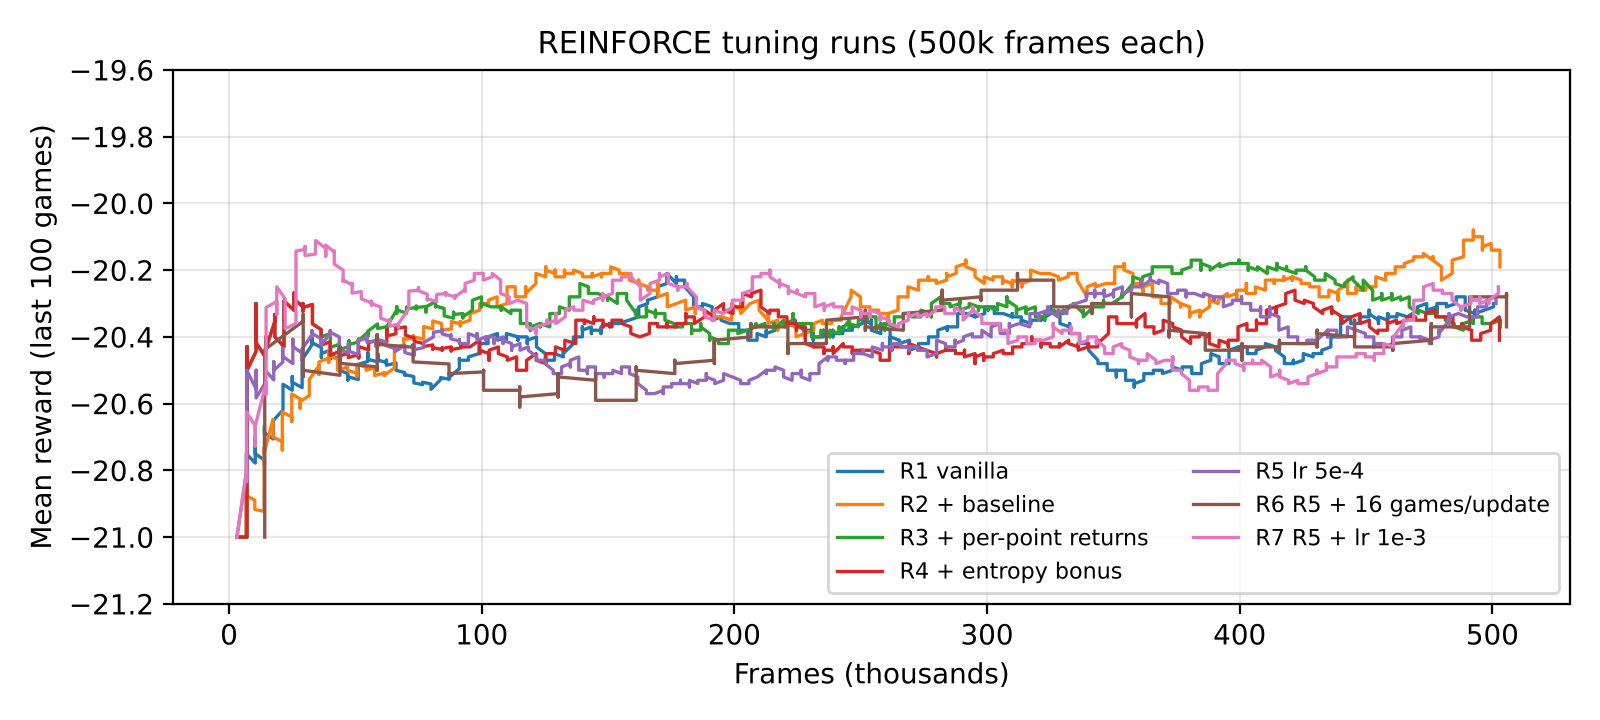 REINFORCE tuning runs (500k frames each)
Mean reward (last 100 games)
−19.6
−19.8
−20.0
−20.2
−20.4
−20.6
−20.8
−21.0
−21.2
R1 vanilla
R2 + baseline
R3 + per-point returns
R4 + entropy bonus
R5 lr 5e-4
R6 R5 + 16 games/update
R7 R5 + lr 1e-3
0 100 200 300 400 500
Frames (thousands)